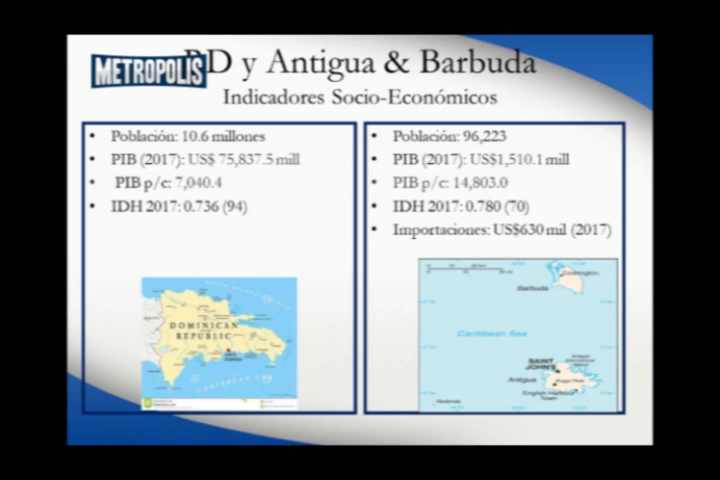 METROPOLIS
RD y Antigua & Barbuda
Indicadores Socio-Económicos
• Población: 10.6 millones
• PIB (2017): US$ 75,837.5 mill
• PIB p/c: 7,040.4
• IDH 2017: 0.736 (94)
DOMINICAN
REPUBLIC
CARIBBEAN SEA
• Población: 96,223
• PIB (2017): US$1,510.1 mill
• PIB p/c: 14,803.0
• IDH 2017: 0.780 (70)
• Importaciones: US$630 mil (2017)
Codrington
Barbuda
Caribbean Sea
SAINT
JOHN'S
Antigua
English Harbour
Town